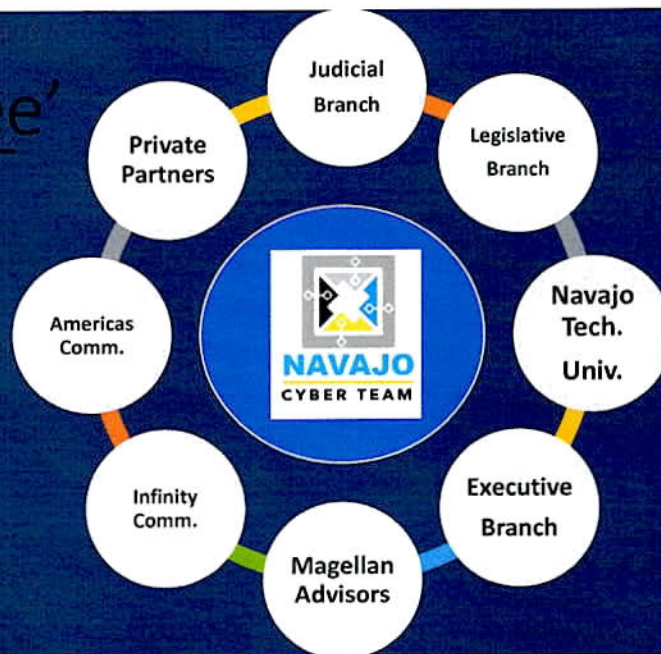 Judicial
Branch
Legislative
Branch
Navajo
Tech.
Univ.
Executive
Branch
Magellan
Advisors
Infinity
Comm.
Americas
Comm.
Private
Partners
NAVAJO
CYBER TEAM